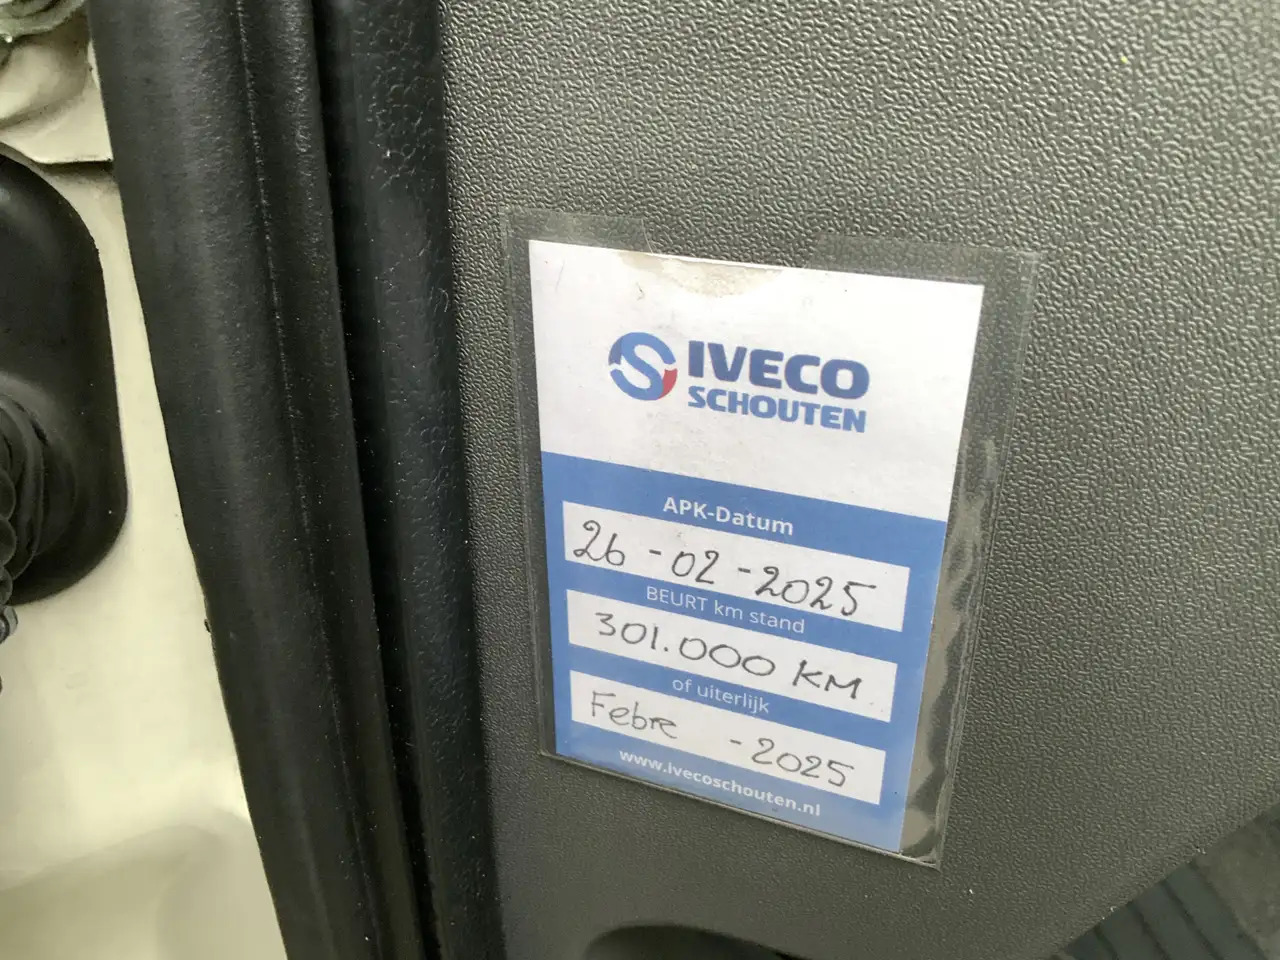 IVECO
SCHOUTEN
APK-Datum
26-02-2025
BEURT km stand
301.000 KM
of uiterlijk
Febre -2025
www.ivecoschouten.nl